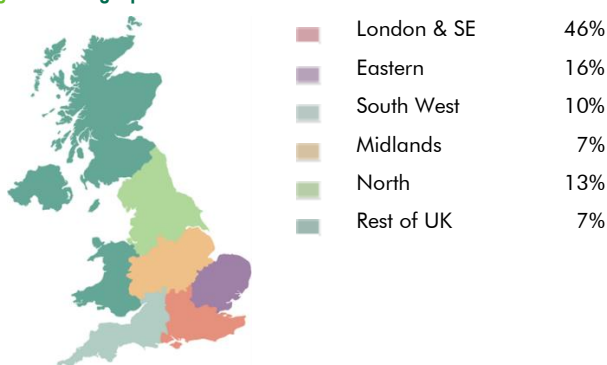 London & SE 46%
Eastern 16%
South West 10%
Midlands 7%
North 13%
Rest of UK 7%